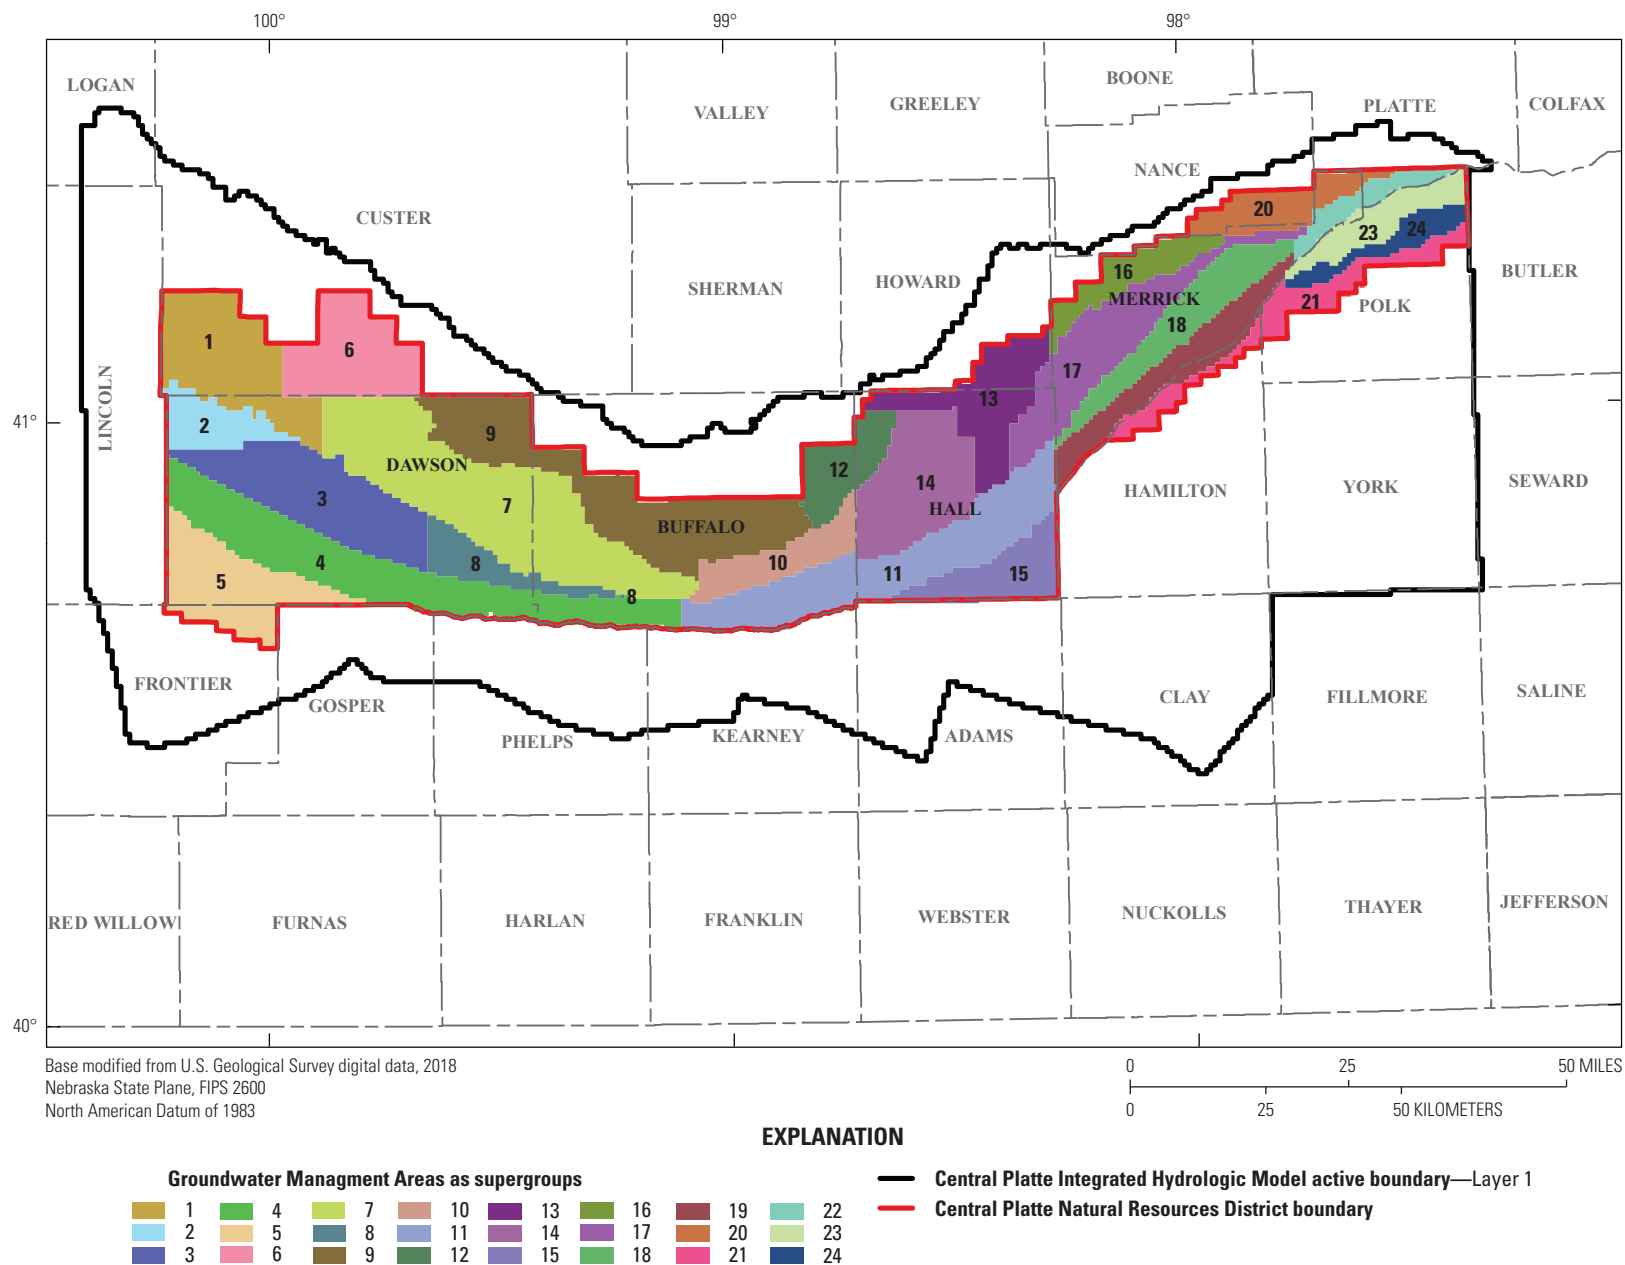 100°
99°
98°
LOGAN
BOONE
VALLEY
GREELEY
PLATTE
COLFAX
NANCE
CUSTER
20
23
24
16
HOWARD
SHERMAN
BUTLER
MERRICK
21
POLK
18
1
6
17
LINCOLN
13
41°
2
9
DAWSON
12
14
HAMILTON
YORK
SEWARD
3
7
HALL
BUFFALO
4
8
10
11
15
5
8
FRONTIER
GOSPER
CLAY
FILLMORE
SALINE
PHELPS
KEARNEY
ADAMS
RED WILLOW
FURNAS
HARLAN
FRANKLIN
WEBSTER
NUCKOLLS
THAYER
JEFFERSON
40°
Base modified from U.S. Geological Survey digital data, 2018
Nebraska State Plane, FIPS 2600
North American Datum of 1983
0 25 50 MILES
0 25 50 KILOMETERS
EXPLANATION
Groundwater Managment Areas as supergroups
1 4 7 10 13 16 19 22
2 5 8 11 14 17 20 23
3 6 9 12 15 18 21 24
Central Platte Integrated Hydrologic Model active boundary—Layer 1
Central Platte Natural Resources District boundary